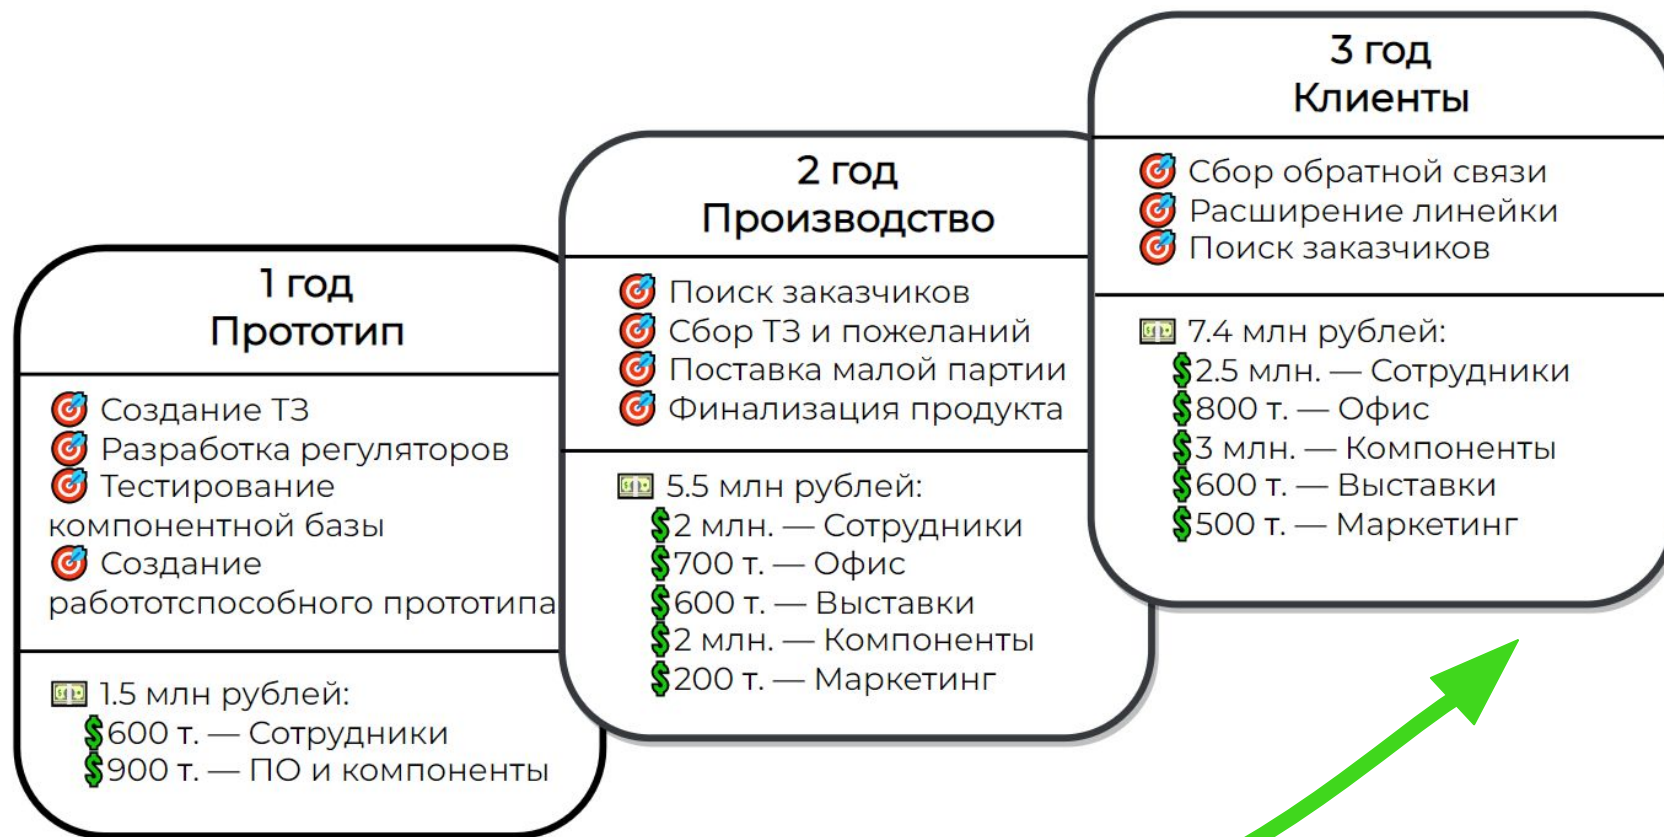 1 год
Прототип
Создание ТЗ
Разработка регуляторов
Тестирование
компонентной базы
Создание
работотспособного прототипа
1.5 млн рублей:
600 т. — Сотрудники
900 т. — ПО и компоненты
2 год
Производство
Поиск заказчиков
Сбор ТЗ и пожеланий
Поставка малой партии
Финализация продукта
5.5 млн рублей:
2 млн. — Сотрудники
700 т. — Офис
600 т. — Выставки
2 млн. — Компоненты
200 т. — Маркетинг
3 год
Клиенты
Сбор обратной связи
Расширение линейки
Поиск заказчиков
7.4 млн рублей:
2.5 млн. — Сотрудники
800 т. — Офис
3 млн. — Компоненты
600 т. — Выставки
500 т. — Маркетинг